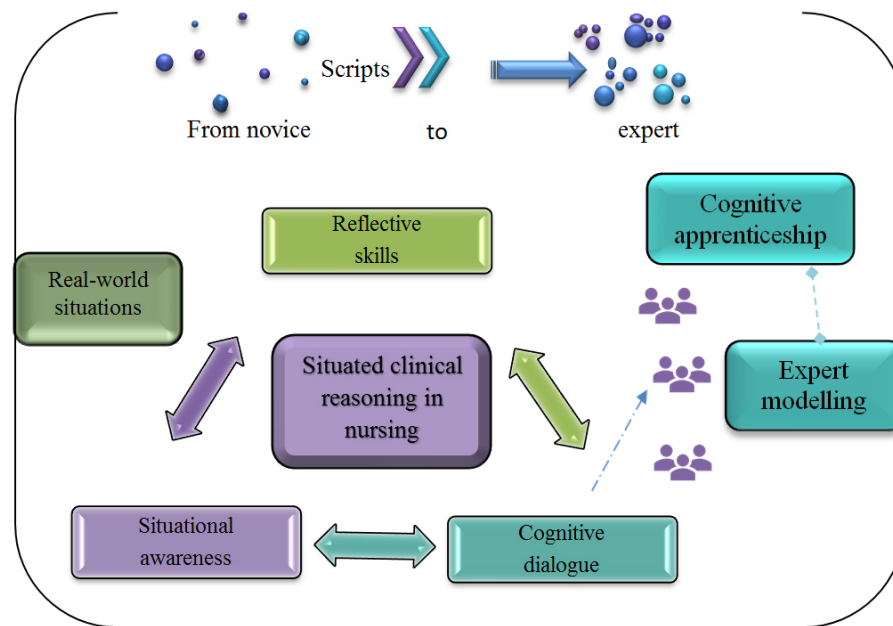 Scripts
From novice
to
expert
Cognitive
apprenticeship
Reflective
skills
Real-world
situations
Situated clinical
reasoning in
nursing
Expert
modelling
Situational
awareness
Cognitive
dialogue